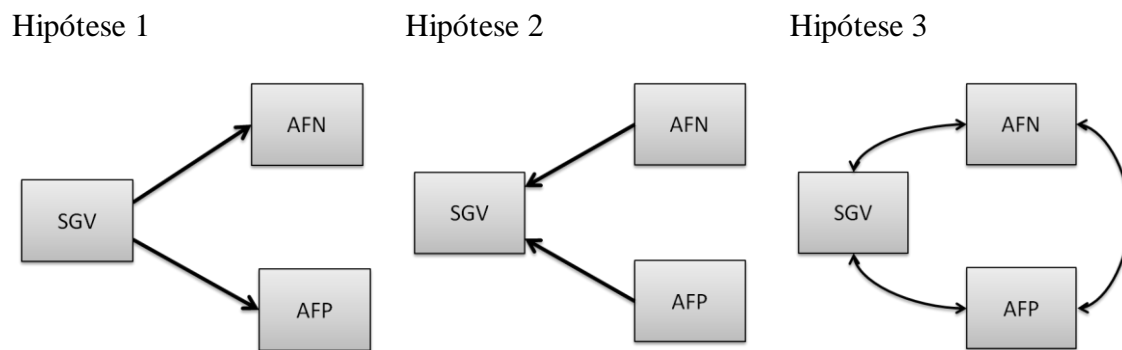 Hipótese 1
Hipótese 2
Hipótese 3
AFN
SGV
AFP
AFN
SGV
AFP
AFN
SGV
AFP